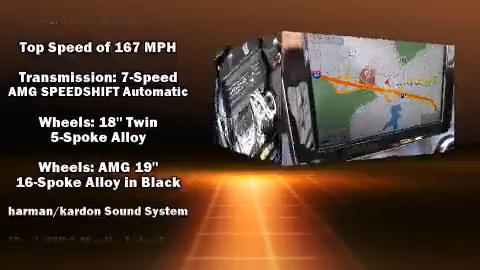 Top Speed of 167 MPH
Transmission: 7-Speed
AMG SPEEDSHIFT Automatic
Wheels: 18" Twin
5-Spoke Alloy
Wheels: AMG 19"
16-Spoke Alloy in Black
harman/kardon Sound System